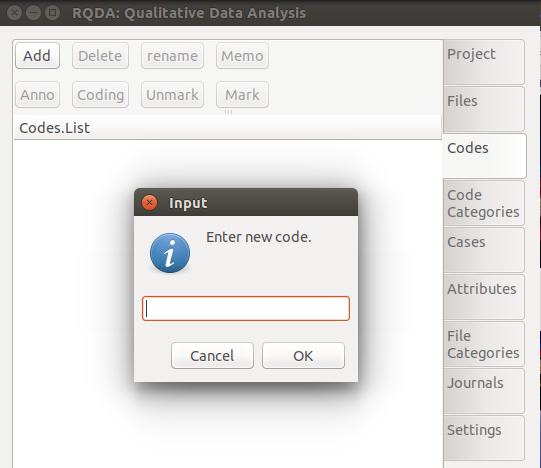 RQDA: Qualitative Data Analysis
Add Delete rename Memo
Anno Coding Unmark Mark
Codes.List
Input
Enter new code.
Cancel OK
Project
Files
Codes
Code
Categories
Cases
Attributes
File
Categories
Journals
Settings